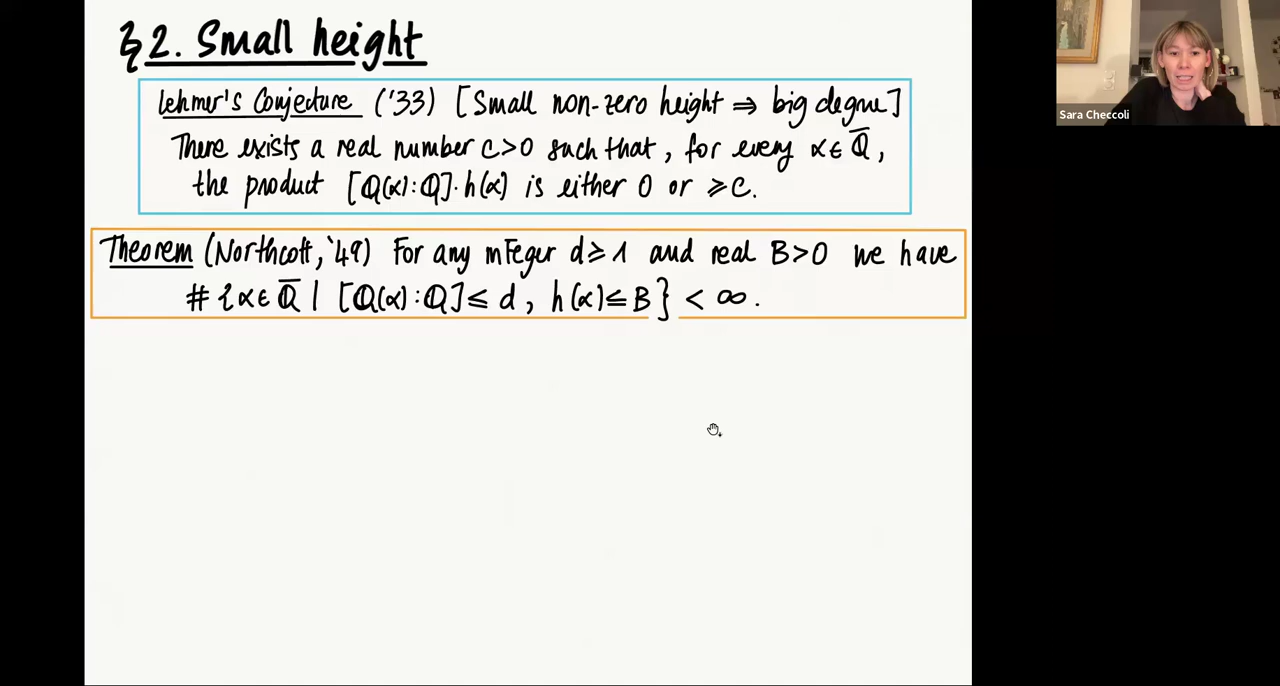 § 2. Small height
Lehmer's Conjecture ('33) [Small non-zero height ⇒ big degree]
There exists a real number c>0 such that, for every α∈ℚ̅,
the product [ℚ(α):ℚ]·h(α) is either 0 or ≥c.
Theorem (Northcott, '49) For any integer d≥1 and real B>0 we have
# {α∈ℚ̅ | [ℚ(α):ℚ]≤d, h(α)≤B} < ∞.
Sara Checcoli